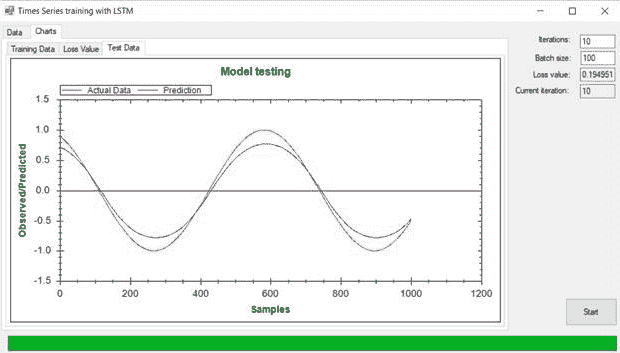 Times Series training with LSTM
Data Charts
Training Data Loss Value Test Data
Iterations: 10
Batch size: 100
Loss value: 0.194951
Current iteration: 10
Model testing
Actual Data Prediction
Observed/Predicted
1.5
1.0
0.5
0.0
-0.5
-1.0
-1.5
0 200 400 600 800 1000 1200
Samples
Start